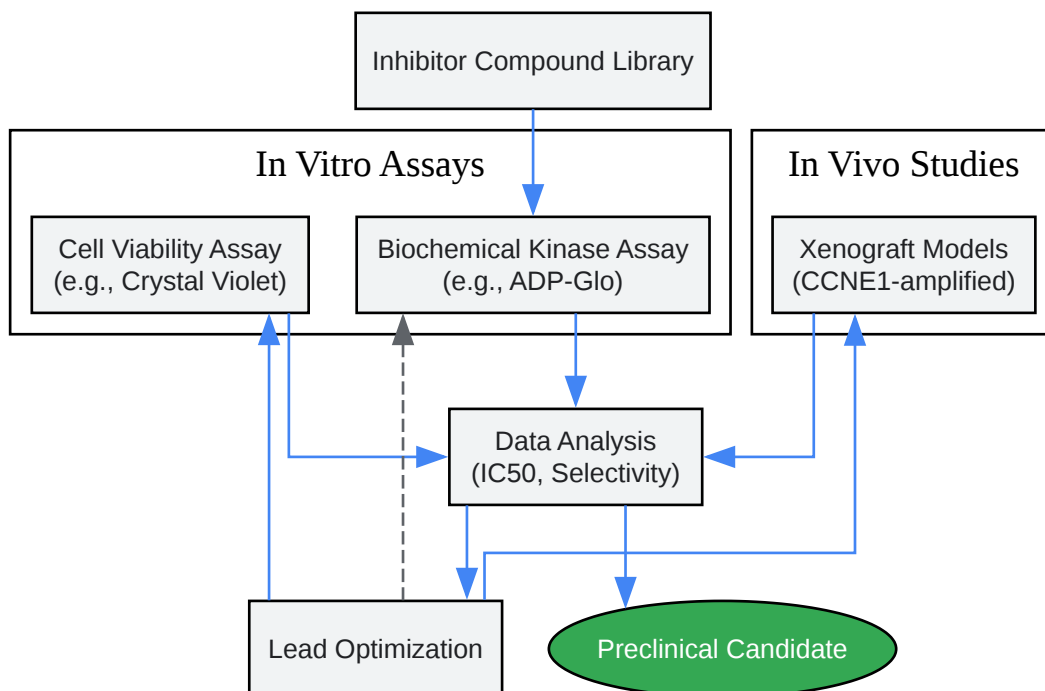 Inhibitor Compound Library
In Vitro Assays
In Vivo Studies
Cell Viability Assay
(e.g., Crystal Violet)
Biochemical Kinase Assay
(e.g., ADP-Glo)
Xenograft Models
(CCNE1-amplified)
Data Analysis
(IC50, Selectivity)
Lead Optimization
Preclinical Candidate